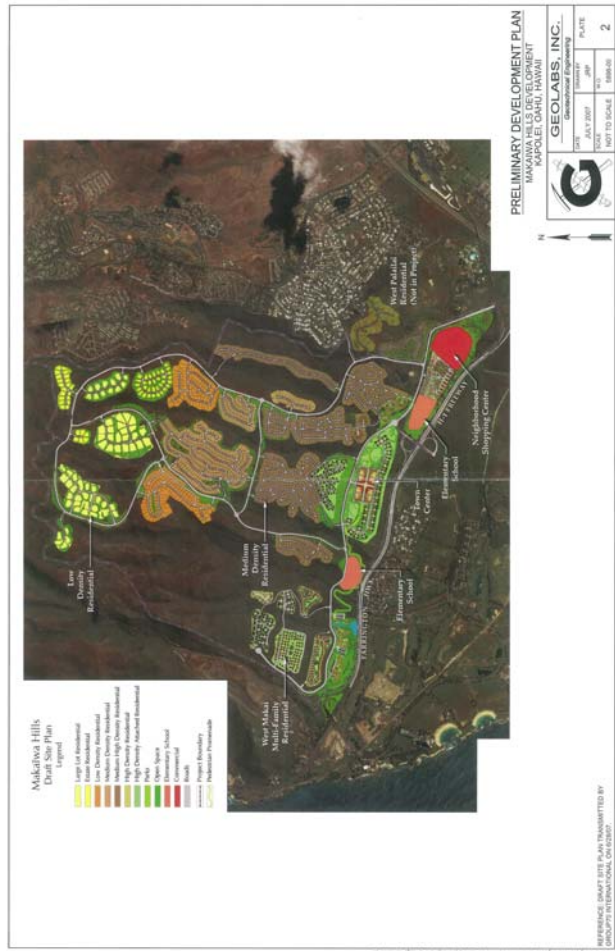 Makaiwa Hills
Draft Site Plan
Legend
Large Lot Residential
Estate Residential
Low Density Residential
Medium Density Residential
Medium-High Density Residential
High Density Residential
High Density Attached Residential
Parks
Open Space
Elementary School
Commercial
Roads
Project Boundary
Pedestrian Promenade
Low
Density
Residential
Medium
Density
Residential
West Makai
Multi-Family
Residential
FARRINGTON
Elementary
School
Town
Center
Elementary
School
H-1 FREEWAY
Neighborhood
Shopping Center
West Palailai
Residential
(Not in Project)
N
PRELIMINARY DEVELOPMENT PLAN
MAKAIWA HILLS DEVELOPMENT
KAPOLEI, OAHU, HAWAII
GEOLABS, INC.
Geotechnical Engineering
DATE
JULY 2007
DRAWN BY
PLATE
SCALE
NOT TO SCALE
W.O.
2
REFERENCE: DRAFT SITE PLAN TRANSMITTED BY
GROUP70 INTERNATIONAL ON 6/28/07.